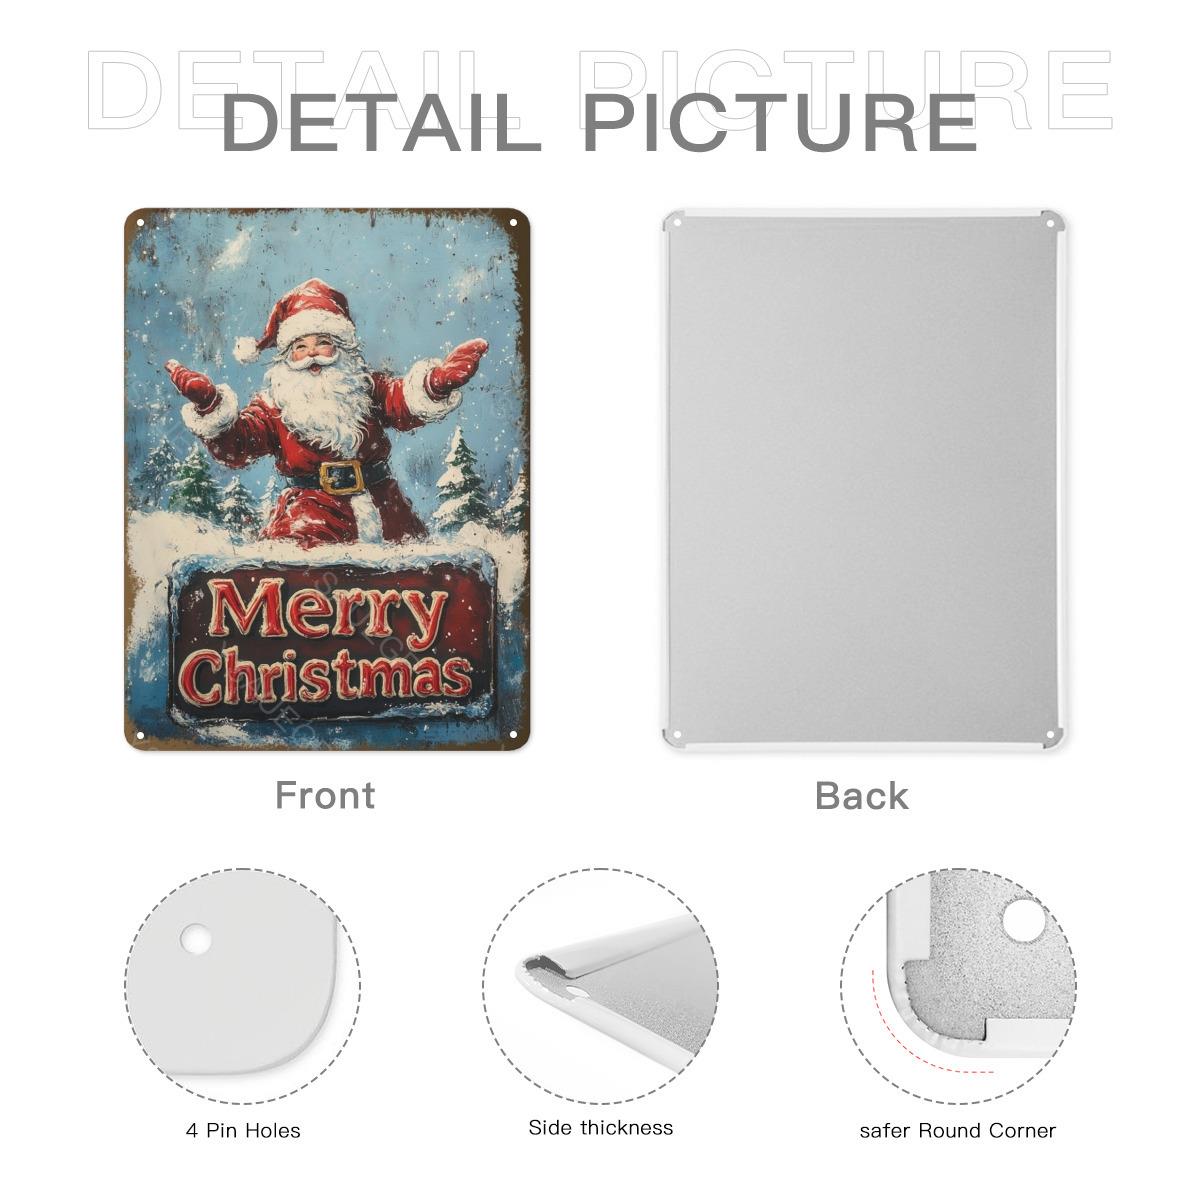 DETAIL PICTURE
DETAIL PICTURE
Merry
Christmas
Front
Back
4 Pin Holes
Side thickness
safer Round Corner